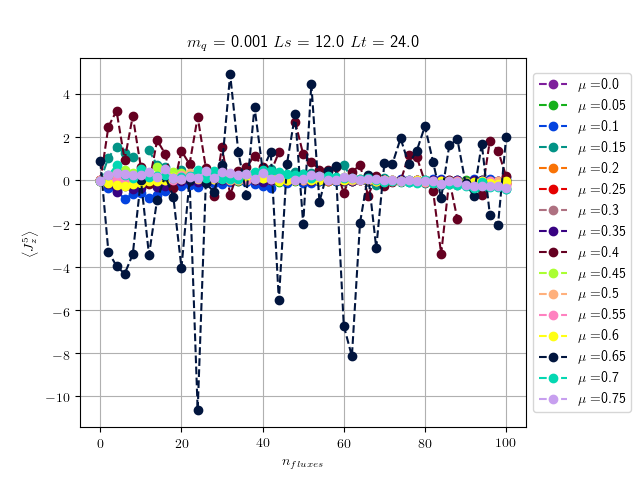 m_q = 0.001 Ls = 12.0 Lt = 24.0
⟨J_z^5⟩
4
2
0
−2
−4
−6
−8
−10
0 20 40 60 80 100
n_fluxes
μ =0.0
μ =0.05
μ =0.1
μ =0.15
μ =0.2
μ =0.25
μ =0.3
μ =0.35
μ =0.4
μ =0.45
μ =0.5
μ =0.55
μ =0.6
μ =0.65
μ =0.7
μ =0.75